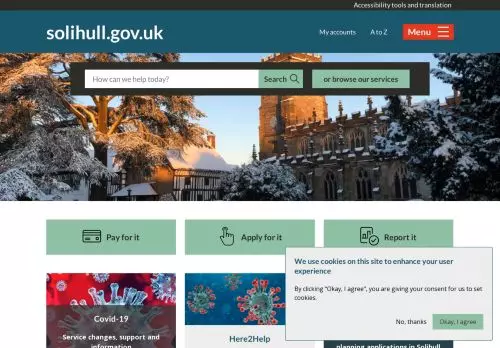 Accessibility tools and translation
solihull.gov.uk
My accounts
A to Z
Menu
How can we help today?
Search
or browse our services
Pay for it
Apply for it
Report it
We use cookies on this site to enhance your user
experience
By clicking "Okay, I agree", you are giving your consent for us to set
cookies.
No, thanks
Okay, I agree
Covid-19
Service changes, support and
information
Here2Help
planning applications in Solihull